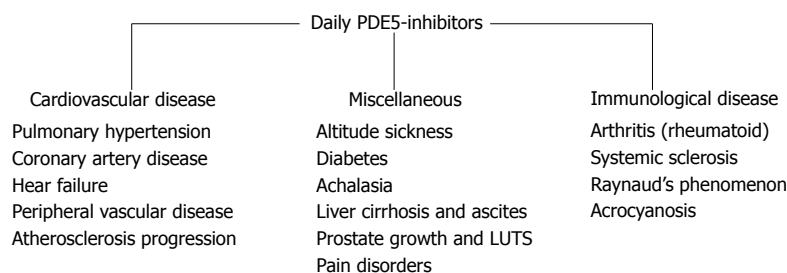 Daily PDE5-inhibitors
Cardiovascular disease
Pulmonary hypertension
Coronary artery disease
Hear failure
Peripheral vascular disease
Atherosclerosis progression
Miscellaneous
Altitude sickness
Diabetes
Achalasia
Liver cirrhosis and ascites
Prostate growth and LUTS
Pain disorders
Immunological disease
Arthritis (rheumatoid)
Systemic sclerosis
Raynaud's phenomenon
Acrocyanosis